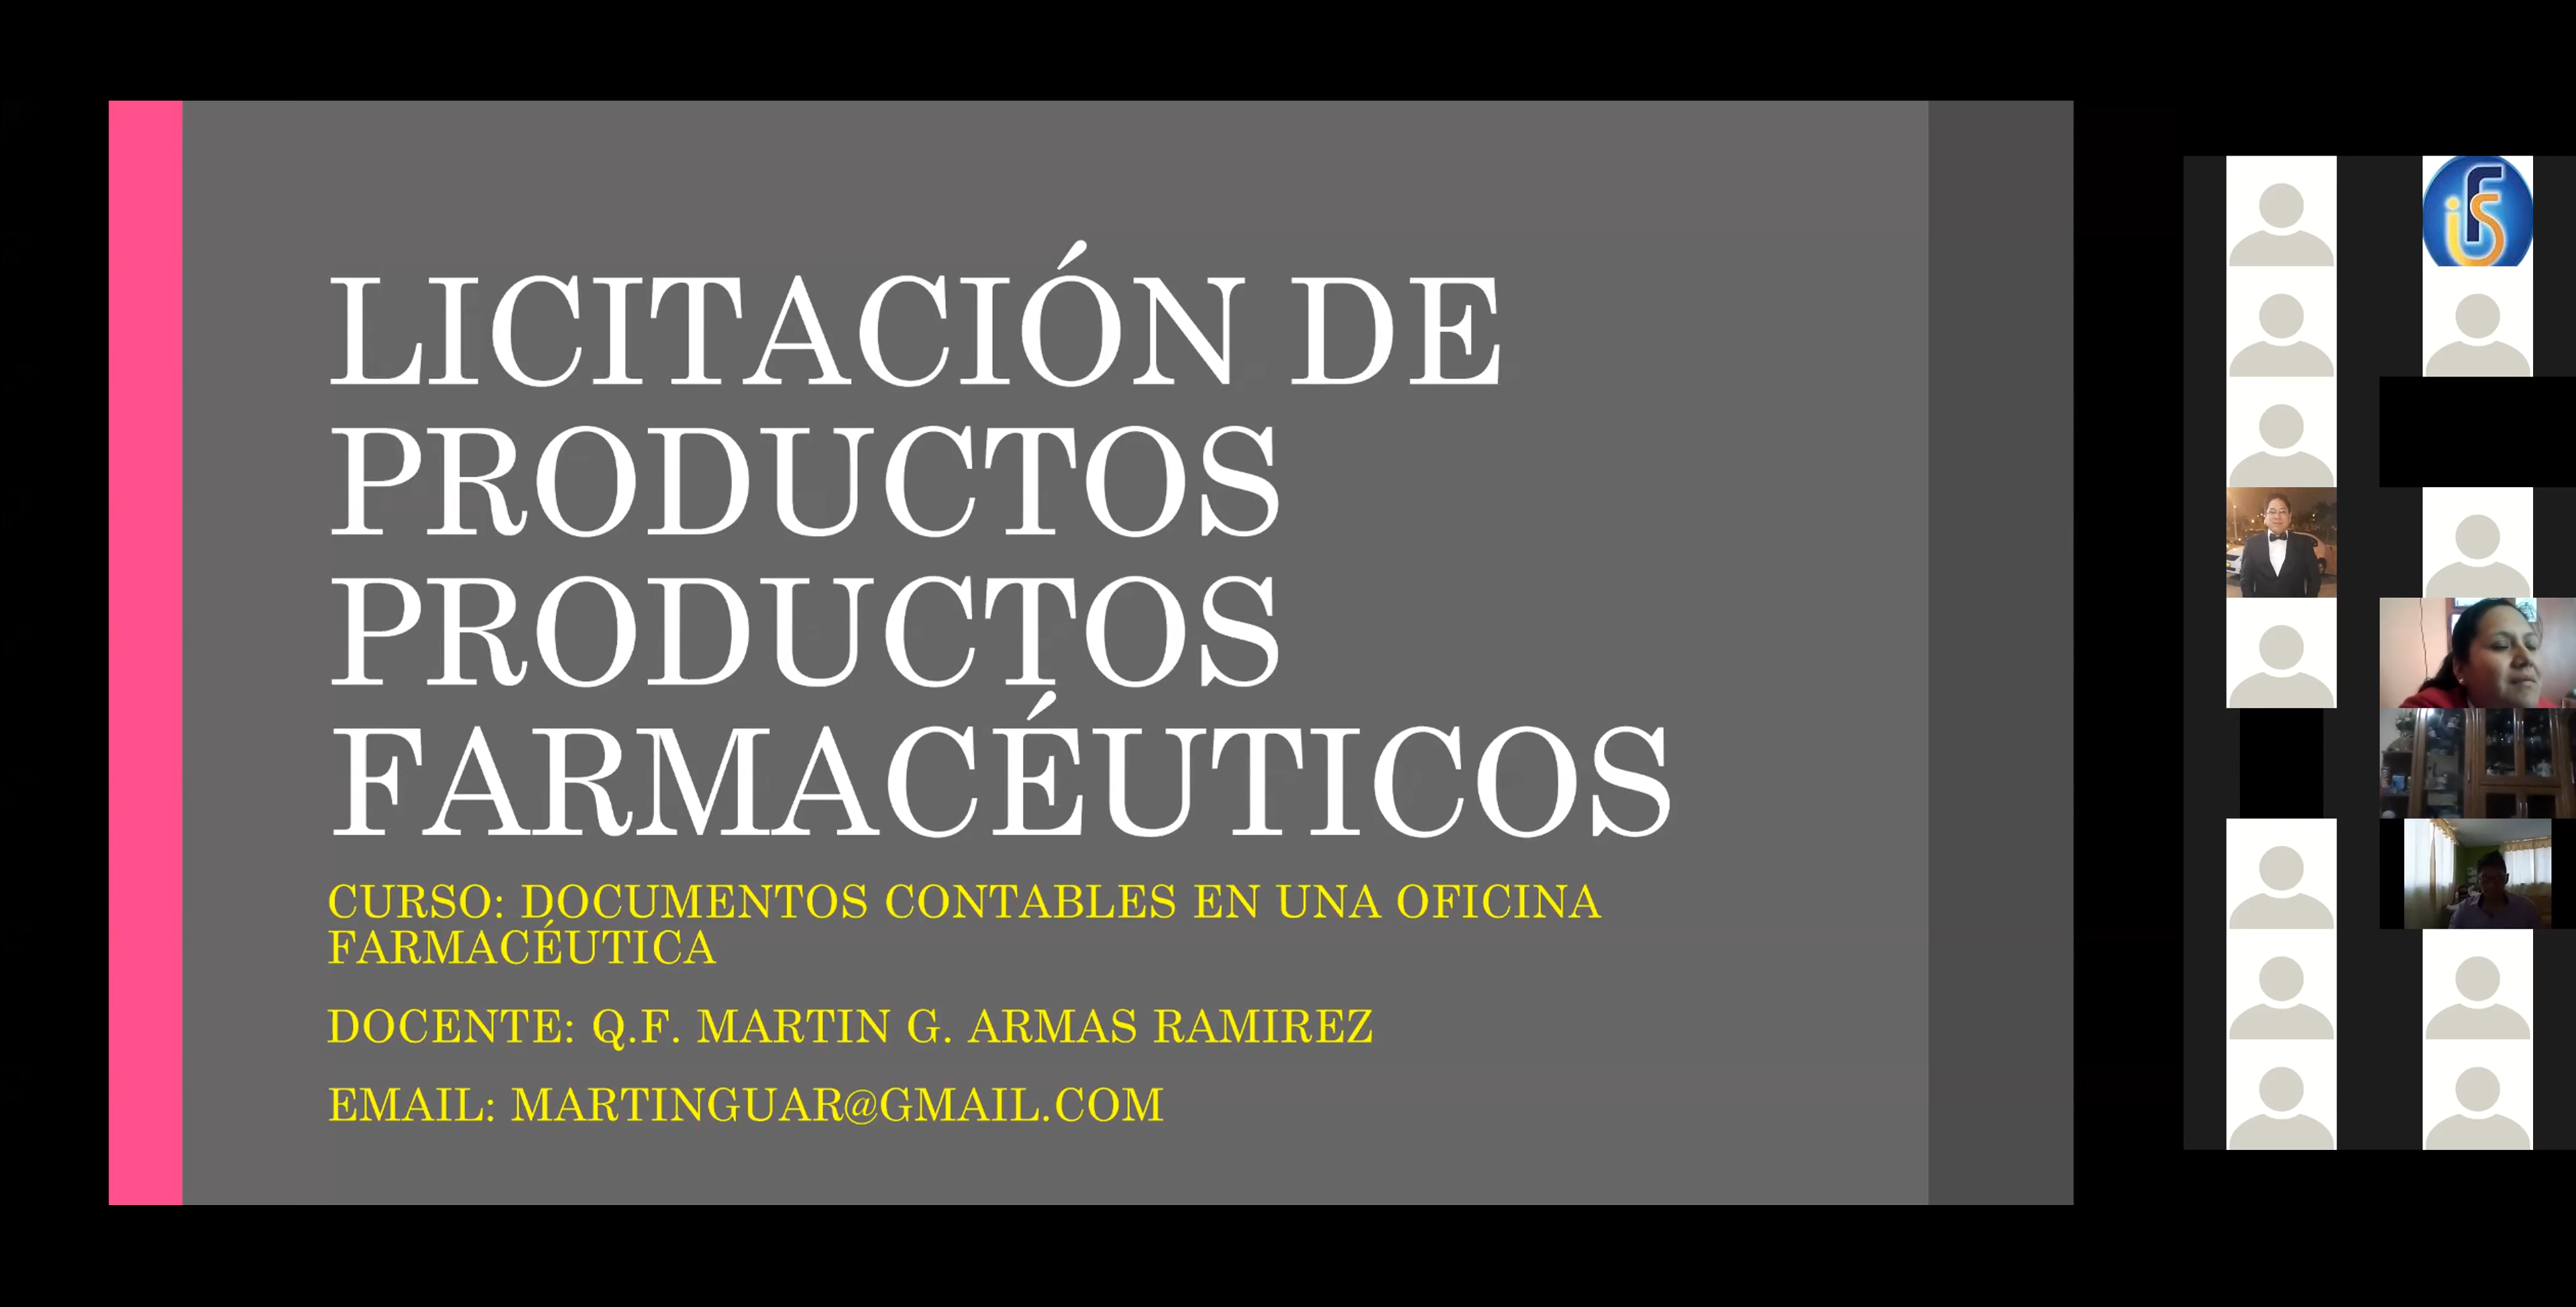 LICITACIÓN DE
PRODUCTOS
PRODUCTOS
FARMACÉUTICOS
CURSO: DOCUMENTOS CONTABLES EN UNA OFICINA
FARMACÉUTICA
DOCENTE: Q.F. MARTIN G. ARMAS RAMIREZ
EMAIL: MARTINGUAR@GMAIL.COM
iFS